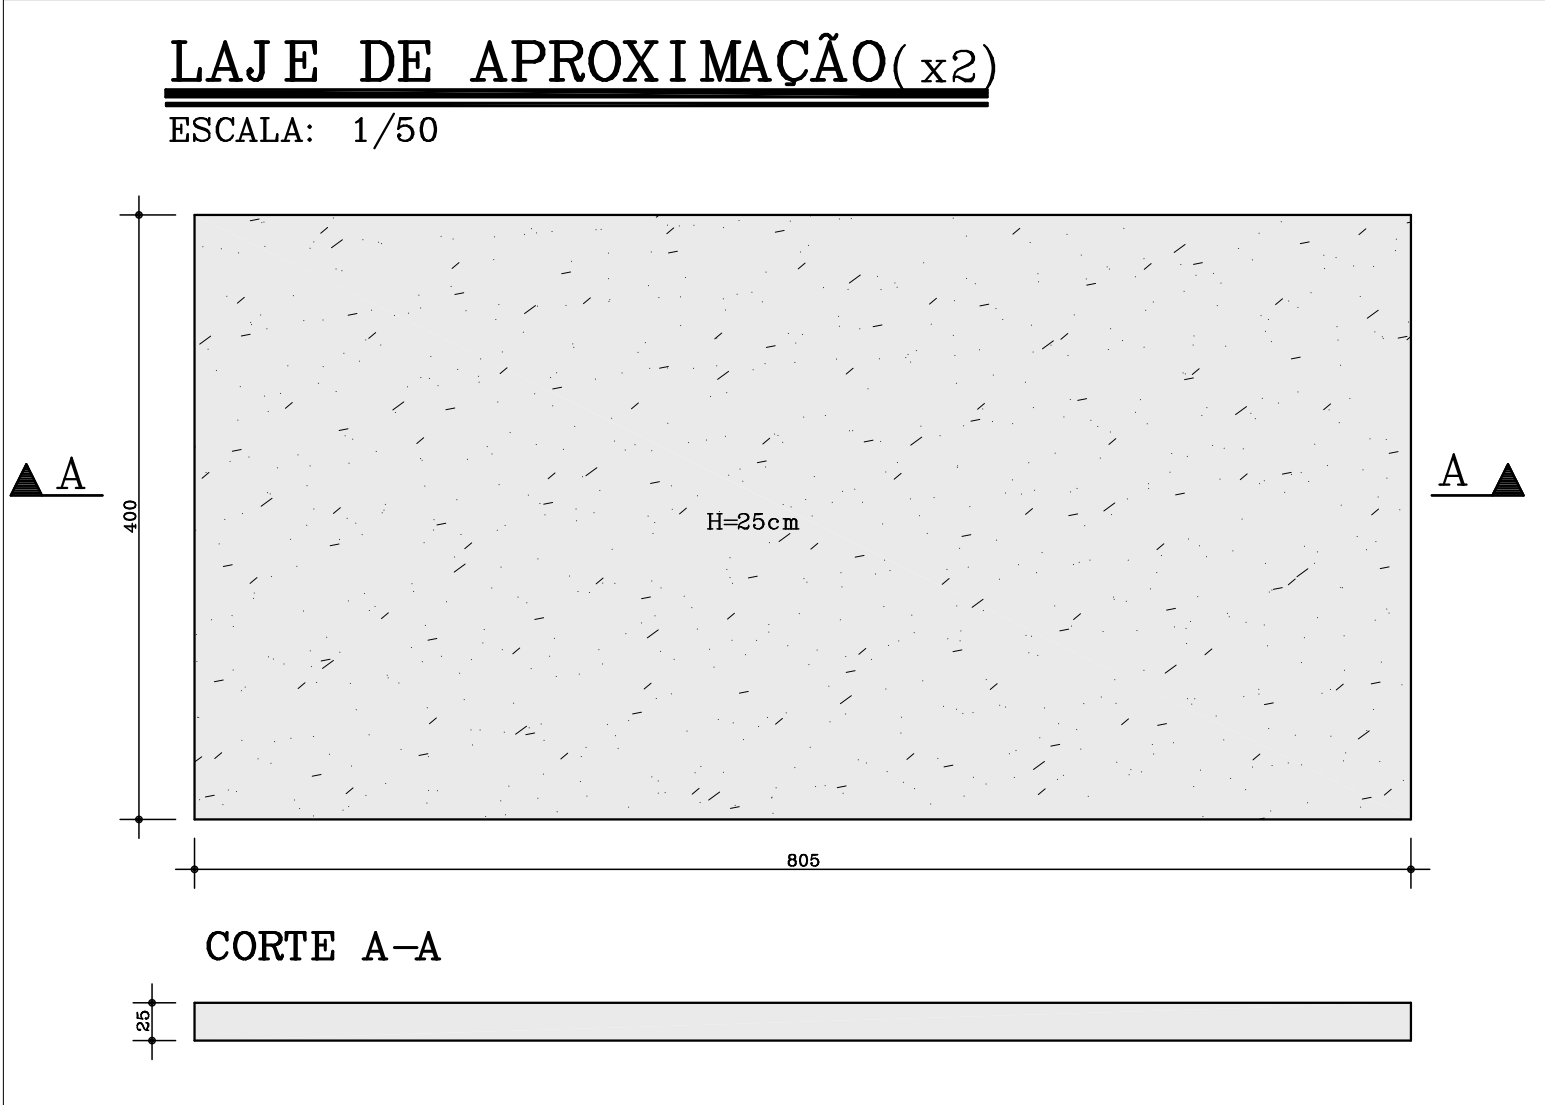 LAJE DE APROXIMAÇÃO(x2)
ESCALA: 1/50
A
A
400
H=25cm
805
CORTE A-A
25